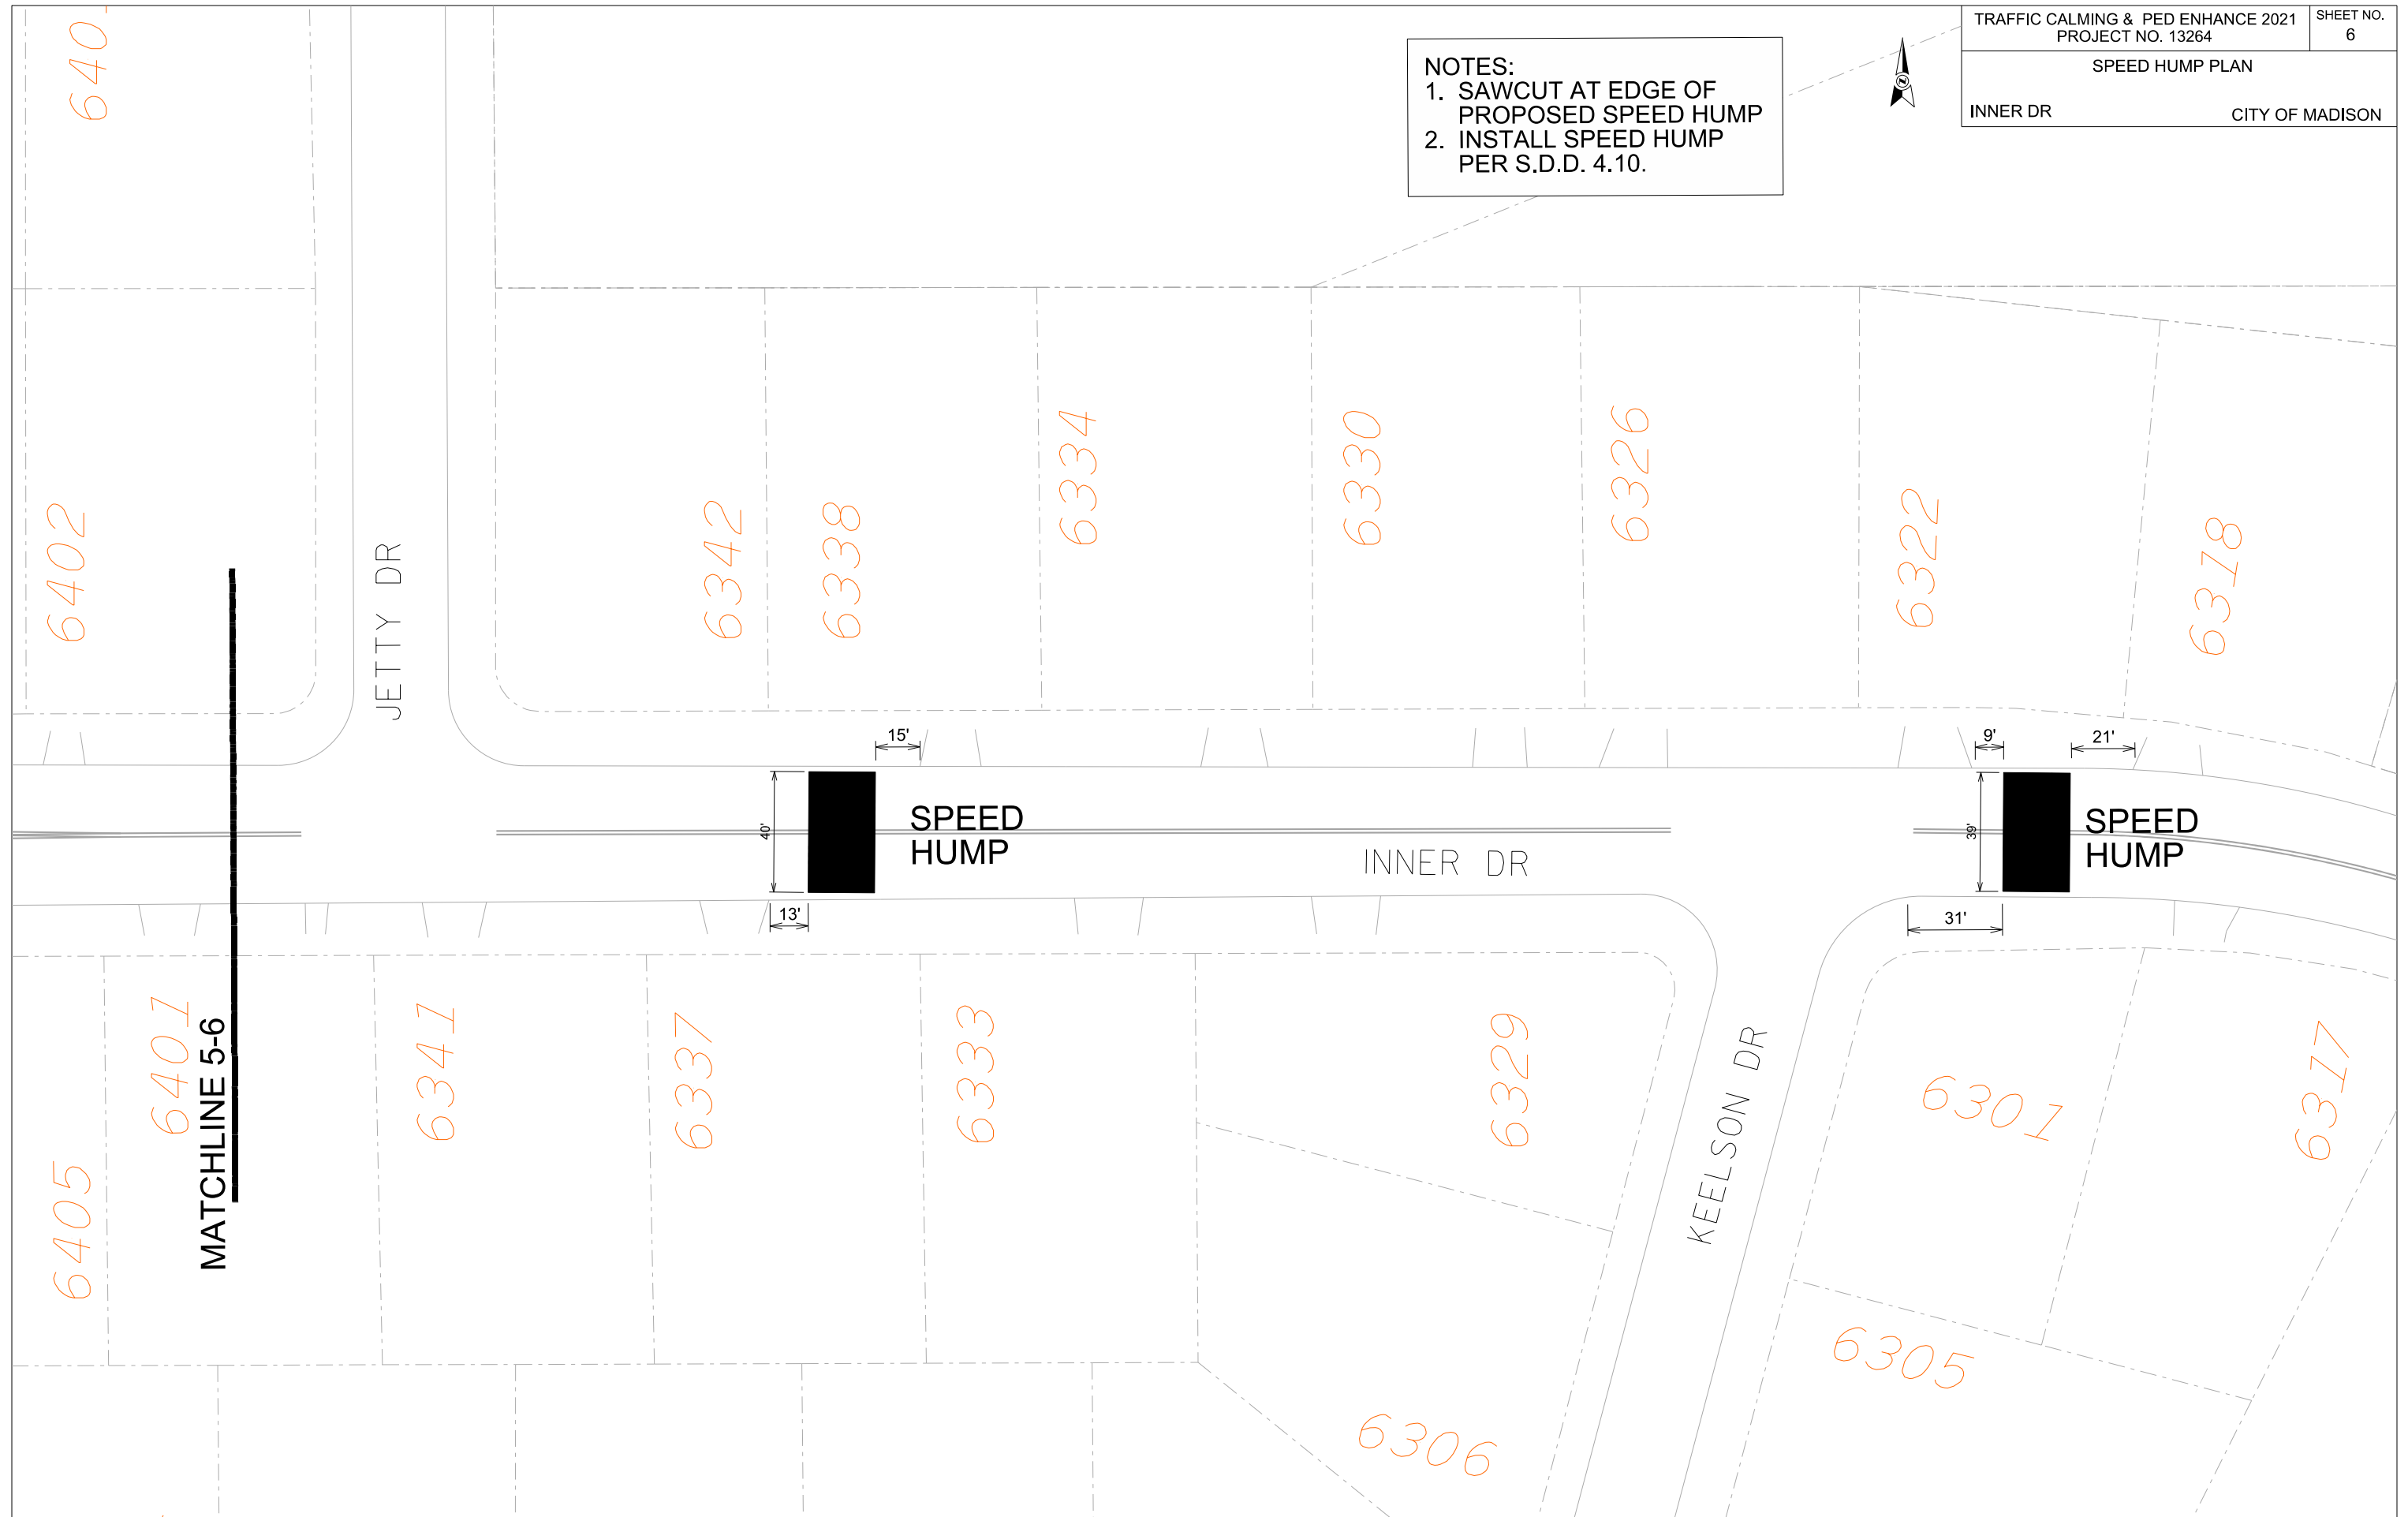 TRAFFIC CALMING & PED ENHANCE 2021
PROJECT NO. 13264
SHEET NO.
6
SPEED HUMP PLAN
INNER DR
CITY OF MADISON
N
NOTES:
1. SAWCUT AT EDGE OF
PROPOSED SPEED HUMP
2. INSTALL SPEED HUMP
PER S.D.D. 4.10.
6402
JETTY DR
6342
6338
6334
6330
6326
6322
6318
15'
9'
21'
40'
SPEED
HUMP
INNER DR
39'
SPEED
HUMP
13'
31'
MATCHLINE 5-6
6405
6401
6341
6337
6333
6329
KEELSON DR
6301
6317
6305
6306